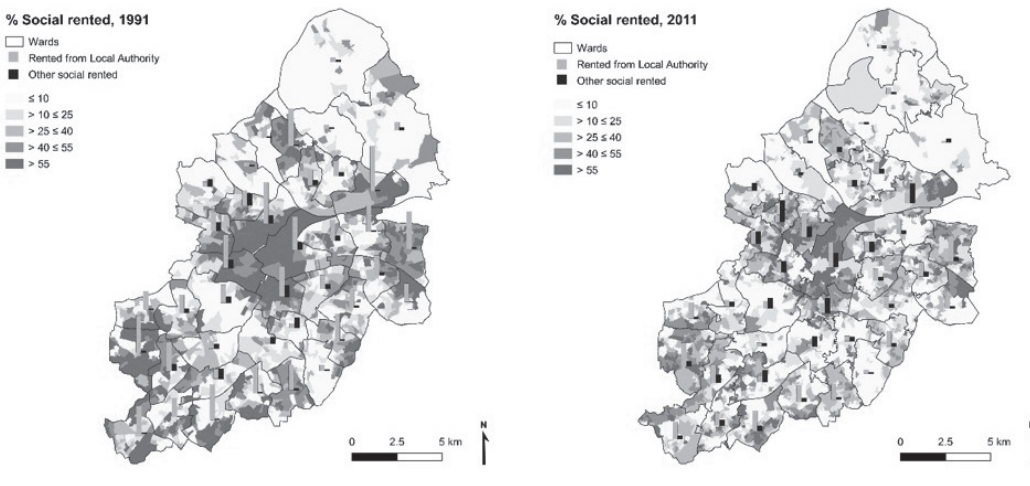 % Social rented, 1991
Wards
Rented from Local Authority
Other social rented
≤ 10
> 10 ≤ 25
> 25 ≤ 40
> 40 ≤ 55
> 55
N
0 2.5 5 km
% Social rented, 2011
Wards
Rented from Local Authority
Other social rented
≤ 10
> 10 ≤ 25
> 25 ≤ 40
> 40 ≤ 55
> 55
0 2.5 5 km